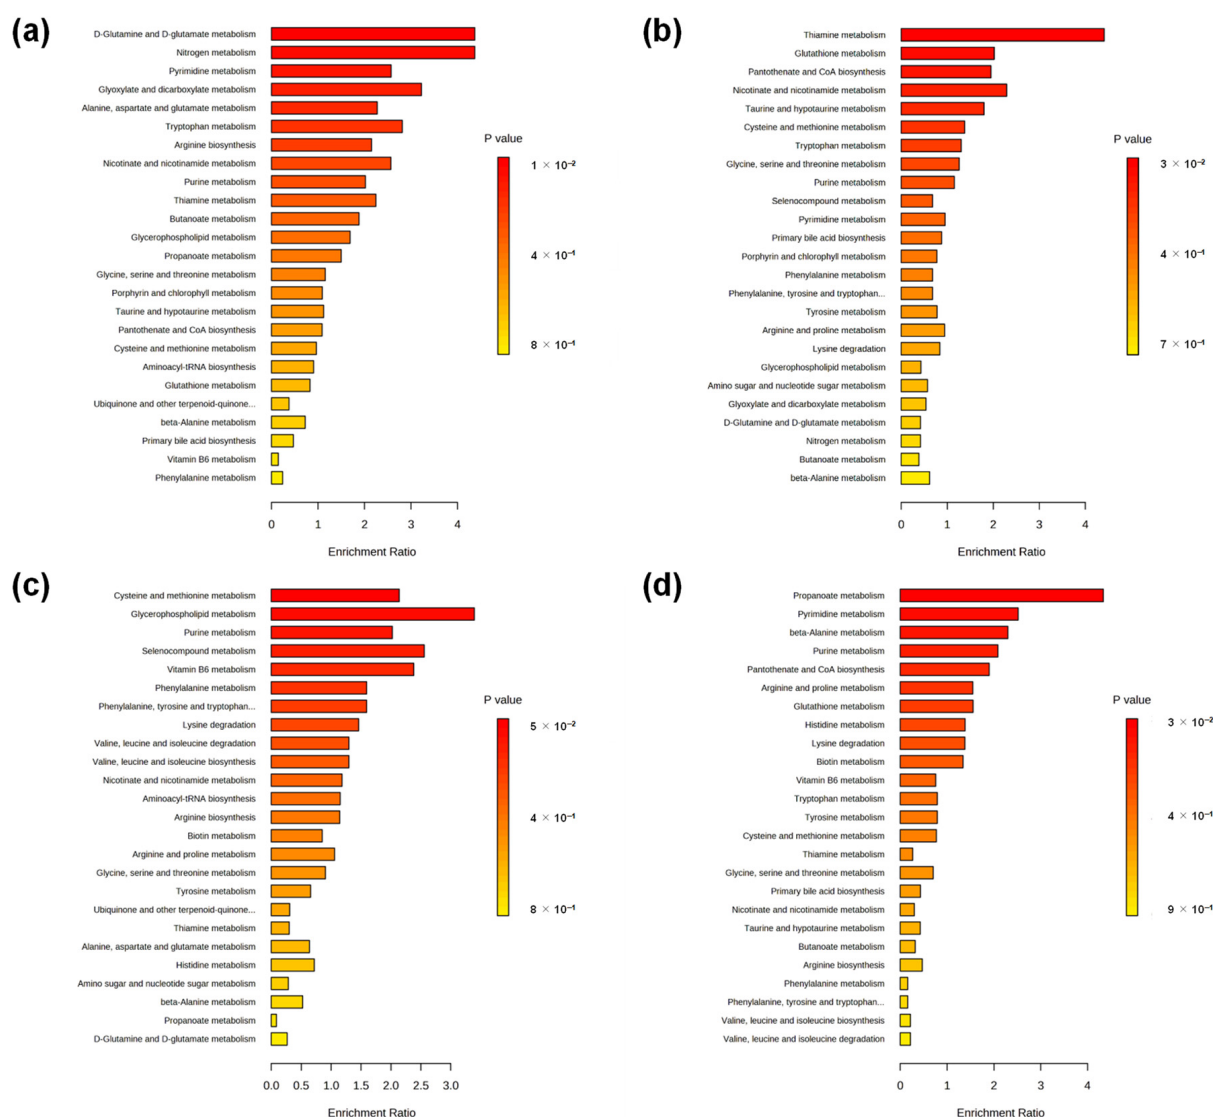 (a)
D-Glutamine and D-glutamate metabolism
Nitrogen metabolism
Pyrimidine metabolism
Glyoxylate and dicarboxylate metabolism
Alanine, aspartate and glutamate metabolism
Tryptophan metabolism
Arginine biosynthesis
Nicotinate and nicotinamide metabolism
Purine metabolism
Thiamine metabolism
Butanoate metabolism
Glycerophospholipid metabolism
Propanoate metabolism
Glycine, serine and threonine metabolism
Porphyrin and chlorophyll metabolism
Taurine and hypotaurine metabolism
Pantothenate and CoA biosynthesis
Cysteine and methionine metabolism
Aminoacyl-tRNA biosynthesis
Glutathione metabolism
Ubiquinone and other terpenoid-quinone...
beta-Alanine metabolism
Primary bile acid biosynthesis
Vitamin B6 metabolism
Phenylalanine metabolism
0 1 2 3 4
Enrichment Ratio
P value
1 × 10⁻²
4 × 10⁻¹
8 × 10⁻¹
(b)
Thiamine metabolism
Glutathione metabolism
Pantothenate and CoA biosynthesis
Nicotinate and nicotinamide metabolism
Taurine and hypotaurine metabolism
Cysteine and methionine metabolism
Tryptophan metabolism
Glycine, serine and threonine metabolism
Purine metabolism
Selenocompound metabolism
Pyrimidine metabolism
Primary bile acid biosynthesis
Porphyrin and chlorophyll metabolism
Phenylalanine metabolism
Phenylalanine, tyrosine and tryptophan...
Tyrosine metabolism
Arginine and proline metabolism
Lysine degradation
Glycerophospholipid metabolism
Amino sugar and nucleotide sugar metabolism
Glyoxylate and dicarboxylate metabolism
D-Glutamine and D-glutamate metabolism
Nitrogen metabolism
Butanoate metabolism
beta-Alanine metabolism
0 1 2 3 4
Enrichment Ratio
P value
3 × 10⁻²
4 × 10⁻¹
7 × 10⁻¹
(c)
Cysteine and methionine metabolism
Glycerophospholipid metabolism
Purine metabolism
Selenocompound metabolism
Vitamin B6 metabolism
Phenylalanine metabolism
Phenylalanine, tyrosine and tryptophan...
Lysine degradation
Valine, leucine and isoleucine degradation
Valine, leucine and isoleucine biosynthesis
Nicotinate and nicotinamide metabolism
Aminoacyl-tRNA biosynthesis
Arginine biosynthesis
Biotin metabolism
Arginine and proline metabolism
Glycine, serine and threonine metabolism
Tyrosine metabolism
Ubiquinone and other terpenoid-quinone...
Thiamine metabolism
Alanine, aspartate and glutamate metabolism
Histidine metabolism
Amino sugar and nucleotide sugar metabolism
beta-Alanine metabolism
Propanoate metabolism
D-Glutamine and D-glutamate metabolism
0.0 0.5 1.0 1.5 2.0 2.5 3.0
Enrichment Ratio
P value
5 × 10⁻²
4 × 10⁻¹
8 × 10⁻¹
(d)
Propanoate metabolism
Pyrimidine metabolism
beta-Alanine metabolism
Purine metabolism
Pantothenate and CoA biosynthesis
Arginine and proline metabolism
Glutathione metabolism
Histidine metabolism
Lysine degradation
Biotin metabolism
Vitamin B6 metabolism
Tryptophan metabolism
Tyrosine metabolism
Cysteine and methionine metabolism
Thiamine metabolism
Glycine, serine and threonine metabolism
Primary bile acid biosynthesis
Nicotinate and nicotinamide metabolism
Taurine and hypotaurine metabolism
Butanoate metabolism
Arginine biosynthesis
Phenylalanine metabolism
Phenylalanine, tyrosine and tryptophan...
Valine, leucine and isoleucine biosynthesis
Valine, leucine and isoleucine degradation
0 1 2 3 4
Enrichment Ratio
P value
3 × 10⁻²
4 × 10⁻¹
9 × 10⁻¹